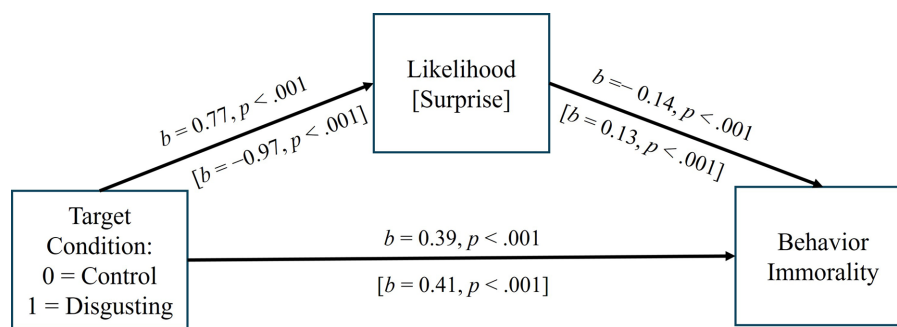 Likelihood
[Surprise]
b = 0.77, p < .001
[b = −0.97, p < .001]
b =− 0.14, p < .001
[b = 0.13, p < .001]
Target
Condition:
0 = Control
1 = Disgusting
b = 0.39, p < .001
[b = 0.41, p < .001]
Behavior
Immorality